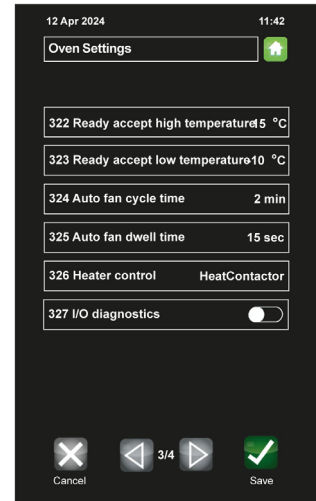 12 Apr 2024 11:42
Oven Settings
322 Ready accept high temperature 15 °C
323 Ready accept low temperature -10 °C
324 Auto fan cycle time 2 min
325 Auto fan dwell time 15 sec
326 Heater control HeatContactor
327 I/O diagnostics
3/4
Cancel Save